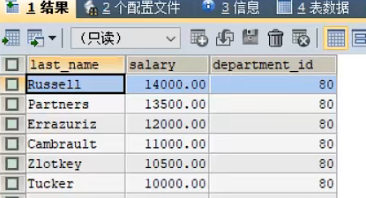 1 结果 2 个配置文件 3 信息 4 表数据
(只读)
last_name salary department_id
Russell 14000.00 80
Partners 13500.00 80
Errazuriz 12000.00 80
Cambrault 11000.00 80
Zlotkey 10500.00 80
Tucker 10000.00 80